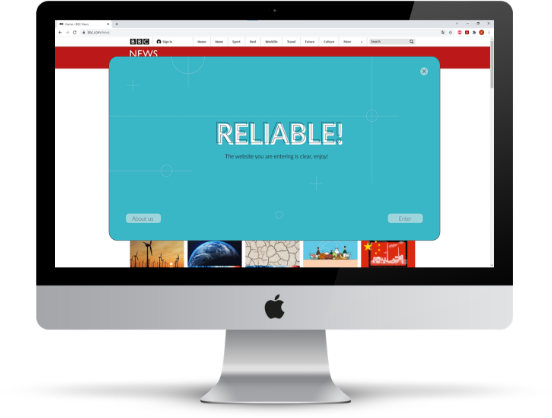 Home - BBC News
bbc.com/news
BBC Sign in Home News Sport Reel Worklife Travel Future Culture More Search
NEWS
RELIABLE!
The website you are entering is clear, enjoy!
About us Enter